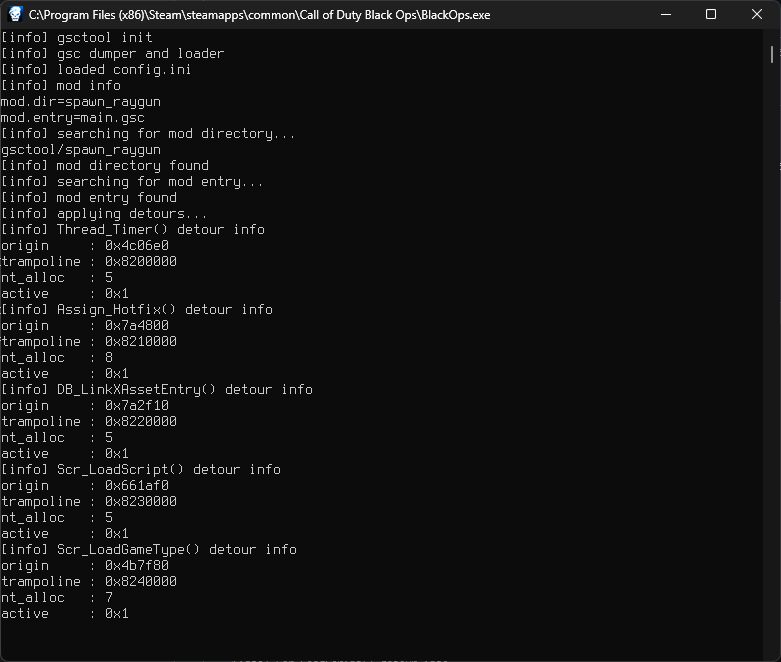 C:\Program Files (x86)\Steam\steamapps\common\Call of Duty Black Ops\BlackOps.exe
[info] gsctool init
[info] gsc dumper and loader
[info] loaded config.ini
[info] mod info
mod.dir=spawn_raygun
mod.entry=main.gsc
[info] searching for mod directory...
gsctool/spawn_raygun
[info] mod directory found
[info] searching for mod entry...
[info] mod entry found
[info] applying detours...
[info] Thread_Timer() detour info
origin     : 0x4c06e0
trampoline : 0x8200000
nt_alloc   : 5
active     : 0x1
[info] Assign_Hotfix() detour info
origin     : 0x7a4800
trampoline : 0x8210000
nt_alloc   : 8
active     : 0x1
[info] DB_LinkXAssetEntry() detour info
origin     : 0x7a2f10
trampoline : 0x8220000
nt_alloc   : 5
active     : 0x1
[info] Scr_LoadScript() detour info
origin     : 0x661af0
trampoline : 0x8230000
nt_alloc   : 5
active     : 0x1
[info] Scr_LoadGameType() detour info
origin     : 0x4b7f80
trampoline : 0x8240000
nt_alloc   : 7
active     : 0x1